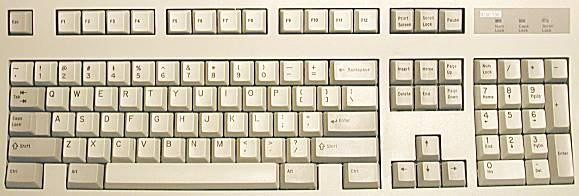 Esc F1 F2 F3 F4 F5 F6 F7 F8 F9 F10 F11 F12 Print Screen Scroll Lock Pause
Num Lock Caps Lock Scroll Lock
~ ! @ # $ % ^ & * ( ) _ + Backspace Insert Home Page Up Num Lock / * -
1 2 3 4 5 6 7 8 9 0 - =
Tab Q W E R T Y U I O P { } | Delete End Page Down 7 Home 8 9 PgUp +
[ ] \
Caps Lock A S D F G H J K L : " Enter 4 5 6
; '
Shift Z X C V B N M < > ? Shift 1 End 2 3 PgDn Enter
, . /
Ctrl Alt Alt Ctrl 0 Ins . Del